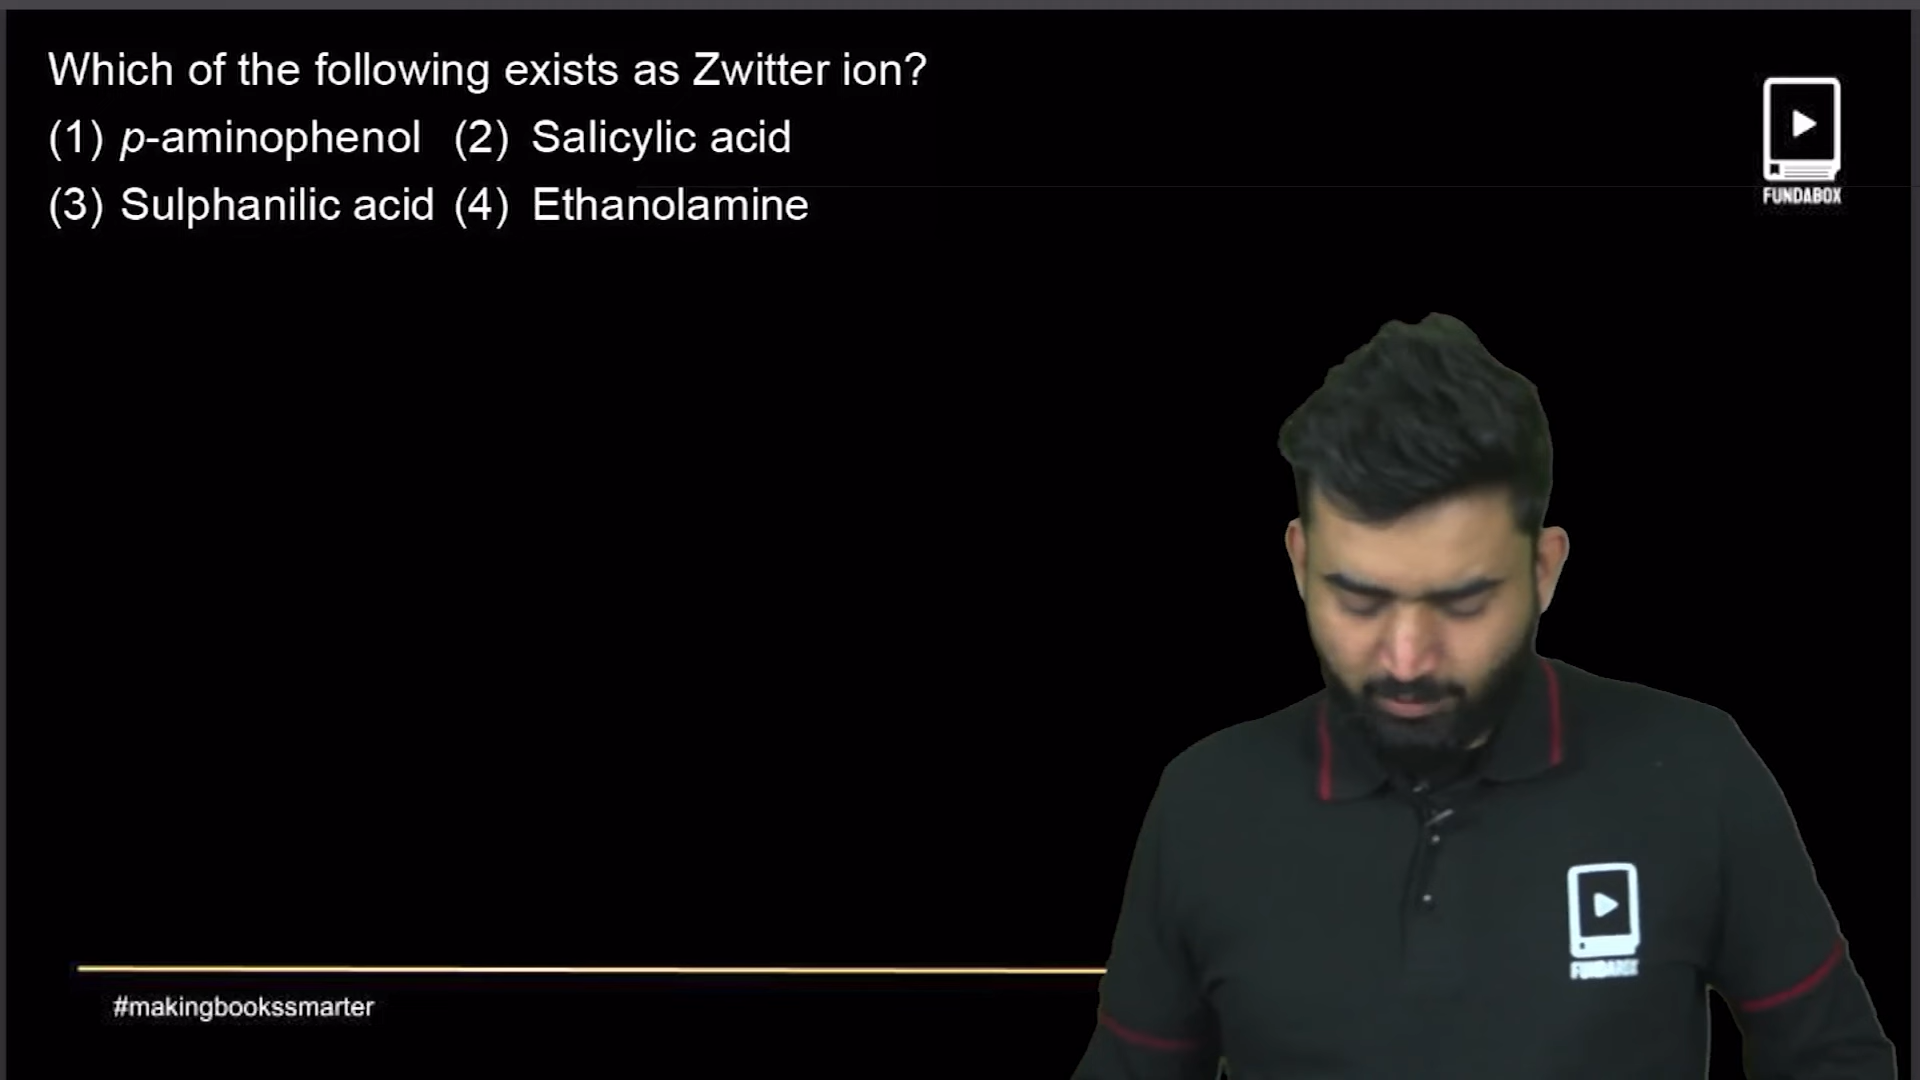 Which of the following exists as Zwitter ion?
(1) p-aminophenol (2) Salicylic acid
(3) Sulphanilic acid (4) Ethanolamine
FUNDABOX
FUNDABOX
#makingbookssmarter